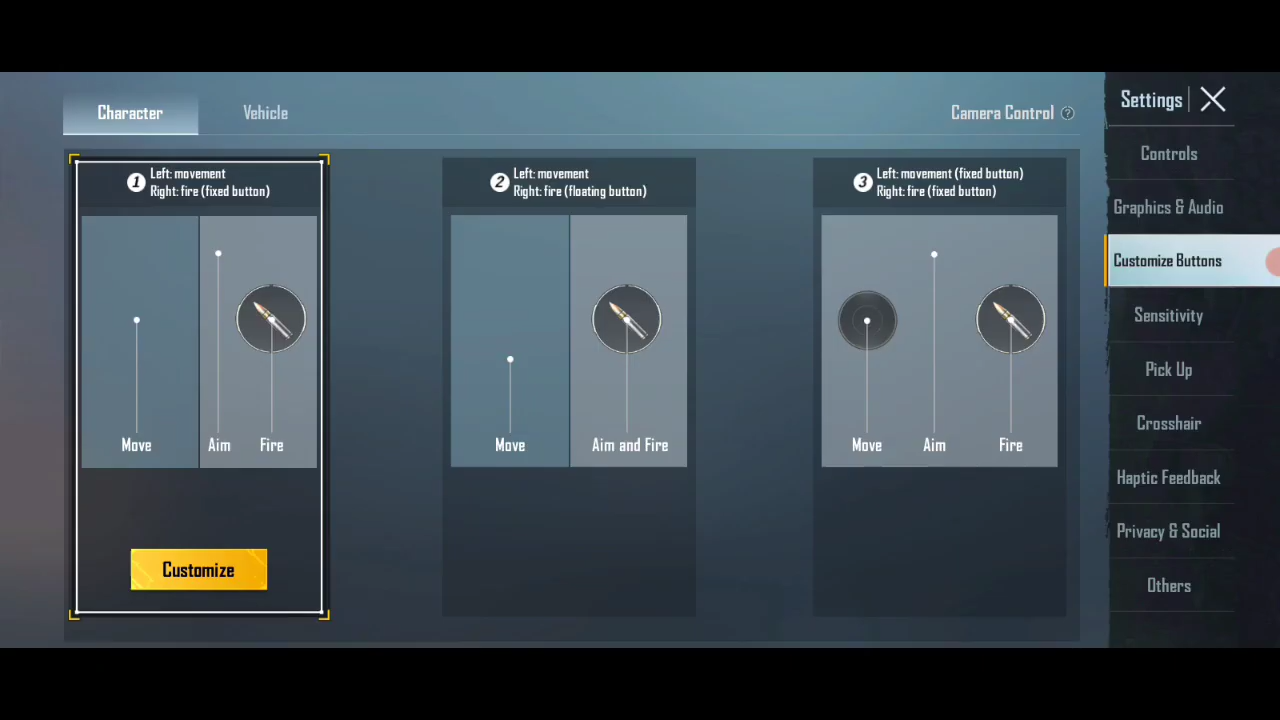 Character
Vehicle
Camera Control ?
Settings
1
Left: movement
Right: fire (fixed button)
Move
Aim
Fire
Customize
2
Left: movement
Right: fire (floating button)
Move
Aim and Fire
3
Left: movement (fixed button)
Right: fire (fixed button)
Move
Aim
Fire
Controls
Graphics & Audio
Customize Buttons
Sensitivity
Pick Up
Crosshair
Haptic Feedback
Privacy & Social
Others